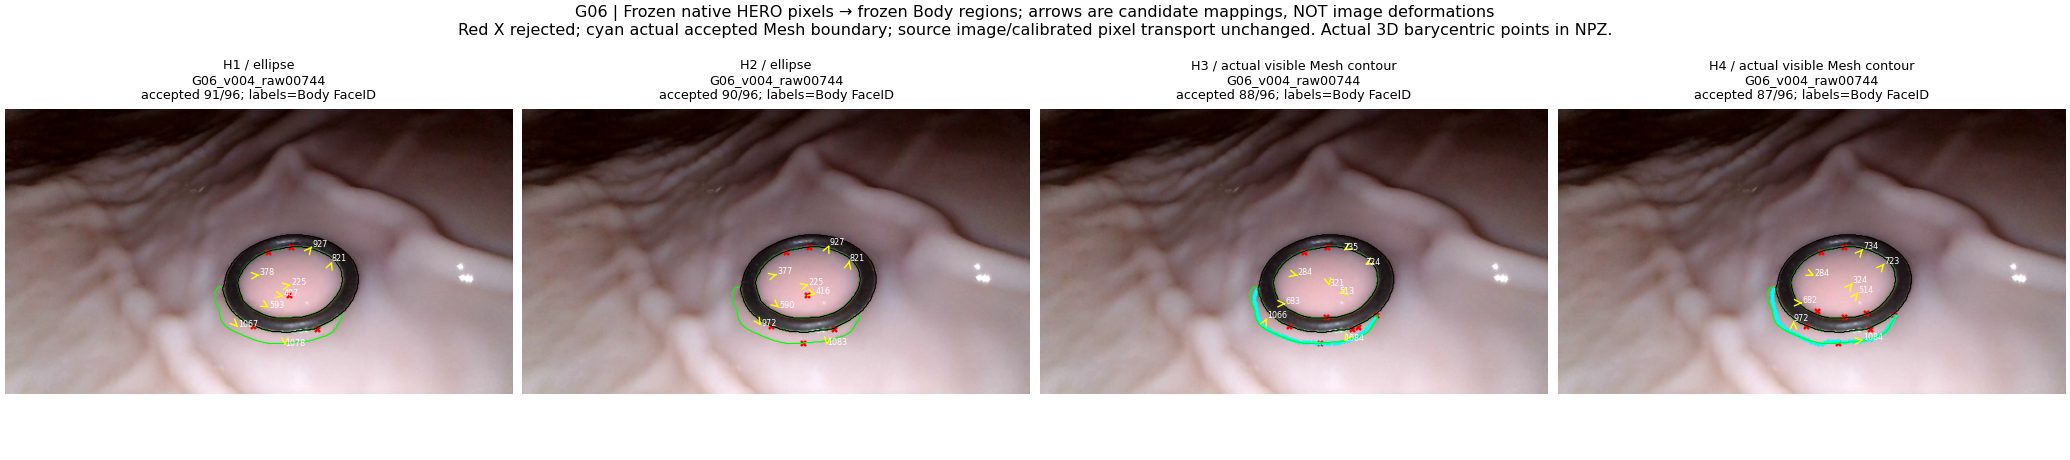 G06 | Frozen native HERO pixels → frozen Body regions; arrows are candidate mappings, NOT image deformations
Red X rejected; cyan actual accepted Mesh boundary; source image/calibrated pixel transport unchanged. Actual 3D barycentric points in NPZ.
H1 / ellipse
G06_v004_raw00744
accepted 91/96; labels=Body FaceID
H2 / ellipse
G06_v004_raw00744
accepted 90/96; labels=Body FaceID
H3 / actual visible Mesh contour
G06_v004_raw00744
accepted 88/96; labels=Body FaceID
H4 / actual visible Mesh contour
G06_v004_raw00744
accepted 87/96; labels=Body FaceID
927
821
378
225
593
1067
1078
927
821
377
225
416
590
972
1083
284
321
513
683
1066
1084
734
723
284
324
514
682
972
1084